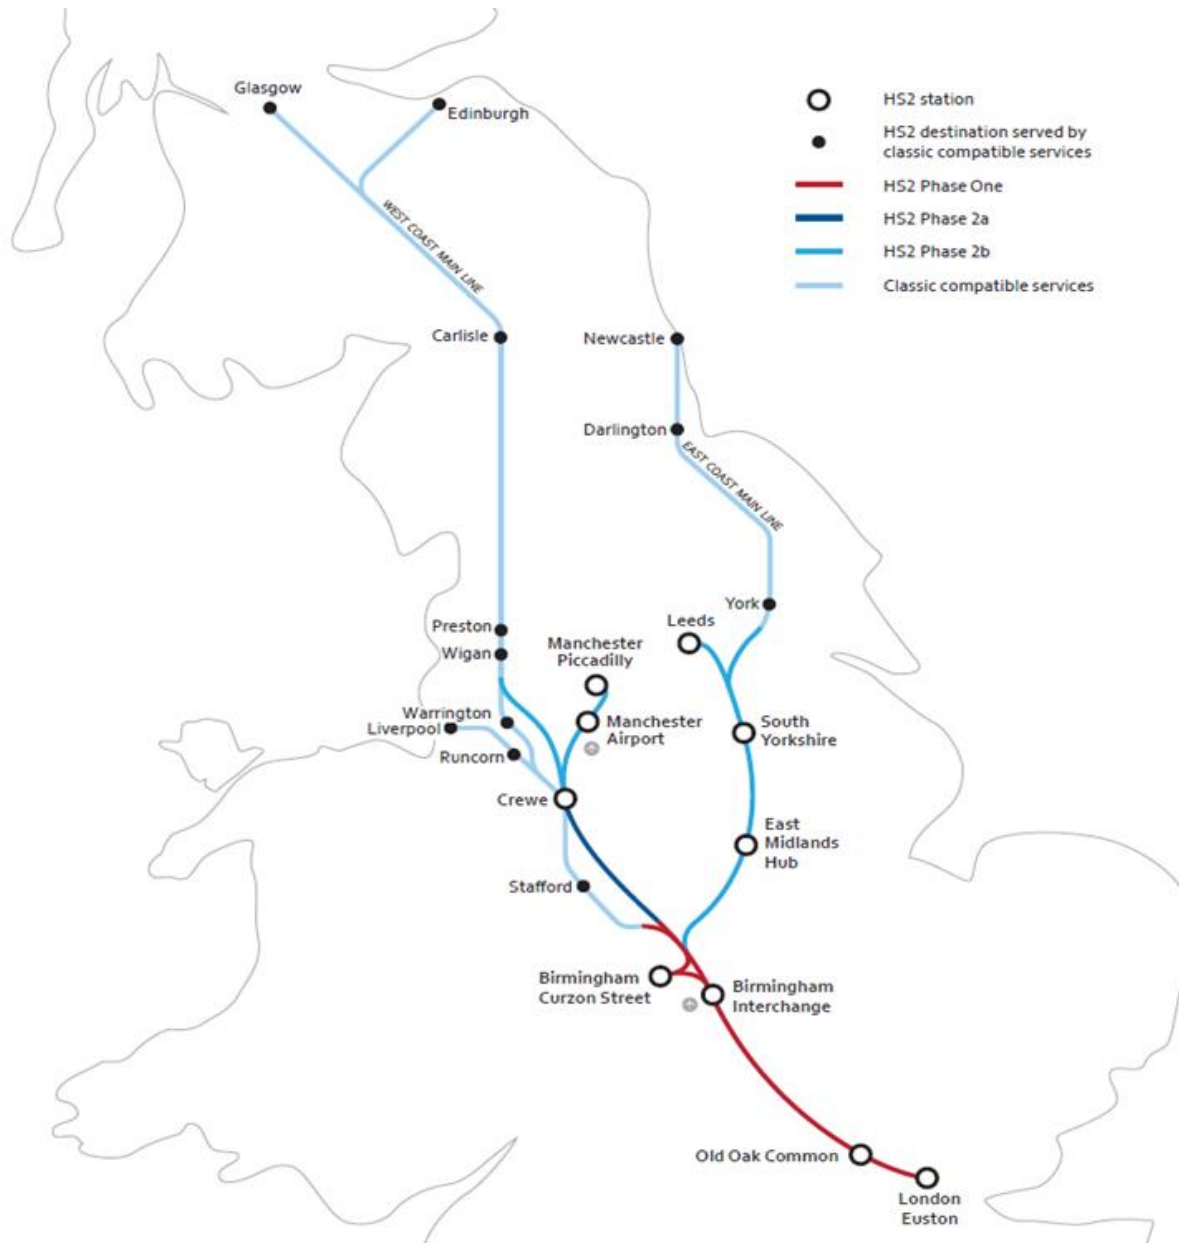 Glasgow
Edinburgh
HS2 station
HS2 destination served by
classic compatible services
HS2 Phase One
HS2 Phase 2a
HS2 Phase 2b
Classic compatible services
WEST COAST MAIN LINE
Carlisle
Newcastle
Darlington
EAST COAST MAIN LINE
York
Leeds
Preston
Wigan
Manchester
Piccadilly
Warrington
Liverpool
Runcorn
Manchester
Airport
South
Yorkshire
Crewe
East
Midlands
Hub
Stafford
Birmingham
Curzon Street
Birmingham
Interchange
Old Oak Common
London
Euston